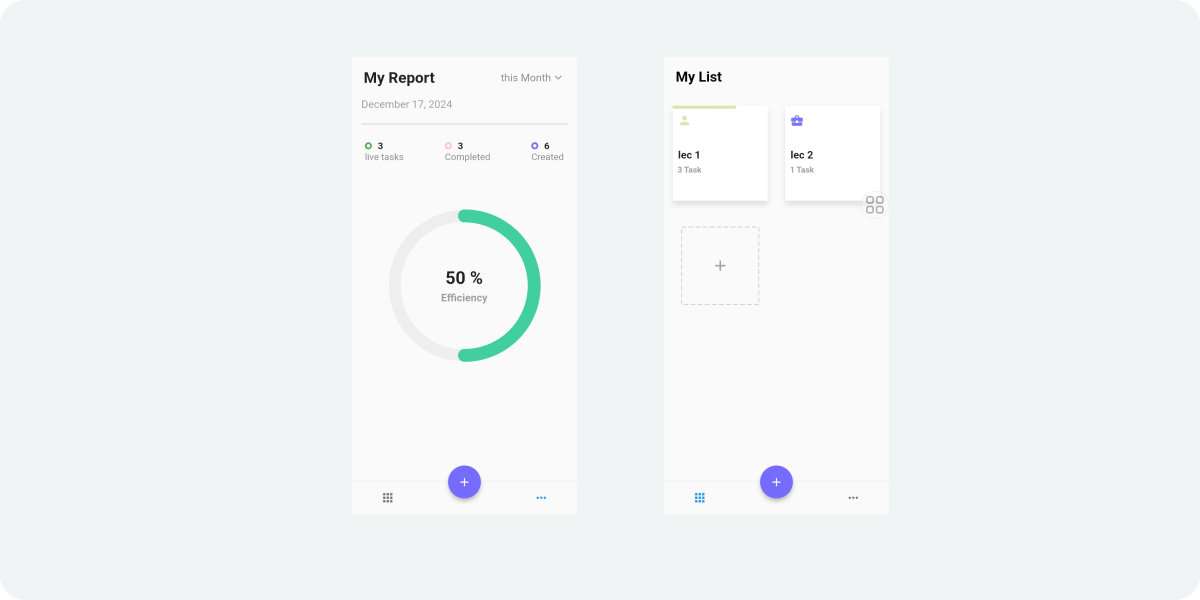 My Report
this Month
December 17, 2024
3
live tasks
3
Completed
6
Created
50 %
Efficiency
My List
lec 1
3 Task
lec 2
1 Task